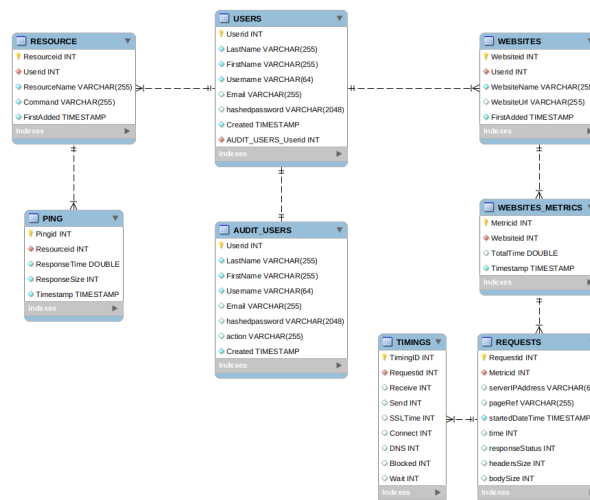 RESOURCE
Resourceid INT
Userid INT
ResourceName VARCHAR(255)
Command VARCHAR(255)
FirstAdded TIMESTAMP
Indexes
USERS
Userid INT
LastName VARCHAR(255)
FirstName VARCHAR(255)
Username VARCHAR(64)
Email VARCHAR(255)
hashedpassword VARCHAR(2048)
Created TIMESTAMP
AUDIT_USERS_Userid INT
Indexes
WEBSITES
Websiteid INT
Userid INT
WebsiteName VARCHAR(255
WebsiteUrl VARCHAR(255)
FirstAdded TIMESTAMP
Indexes
PING
Pingid INT
Resourceid INT
ResponseTime DOUBLE
ResponseSize INT
Timestamp TIMESTAMP
Indexes
AUDIT_USERS
Userid INT
LastName VARCHAR(255)
FirstName VARCHAR(255)
Username VARCHAR(64)
Email VARCHAR(255)
hashedpassword VARCHAR(2048)
action VARCHAR(255)
Created TIMESTAMP
Indexes
WEBSITES_METRICS
Metricid INT
Websiteid INT
TotalTime DOUBLE
Timestamp TIMESTAMP
Indexes
TIMINGS
TimingID INT
Requestid INT
Receive INT
Send INT
SSLTime INT
Connect INT
DNS INT
Blocked INT
Wait INT
Indexes
REQUESTS
Requestid INT
Metricid INT
serverIPAddress VARCHAR(6
pageRef VARCHAR(255)
startedDateTime TIMESTAMP
time INT
responseStatus INT
headersSize INT
bodySize INT
Indexes